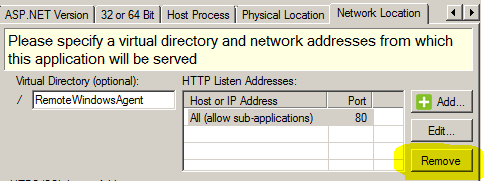 ASP.NET Version
32 or 64 Bit
Host Process
Physical Location
Network Location
Please specify a virtual directory and network addresses from which
this application will be served
Virtual Directory (optional):
/ RemoteWindowsAgent
HTTP Listen Addresses:
Host or IP Address Port
All (allow sub-applications) 80
Add...
Edit...
Remove